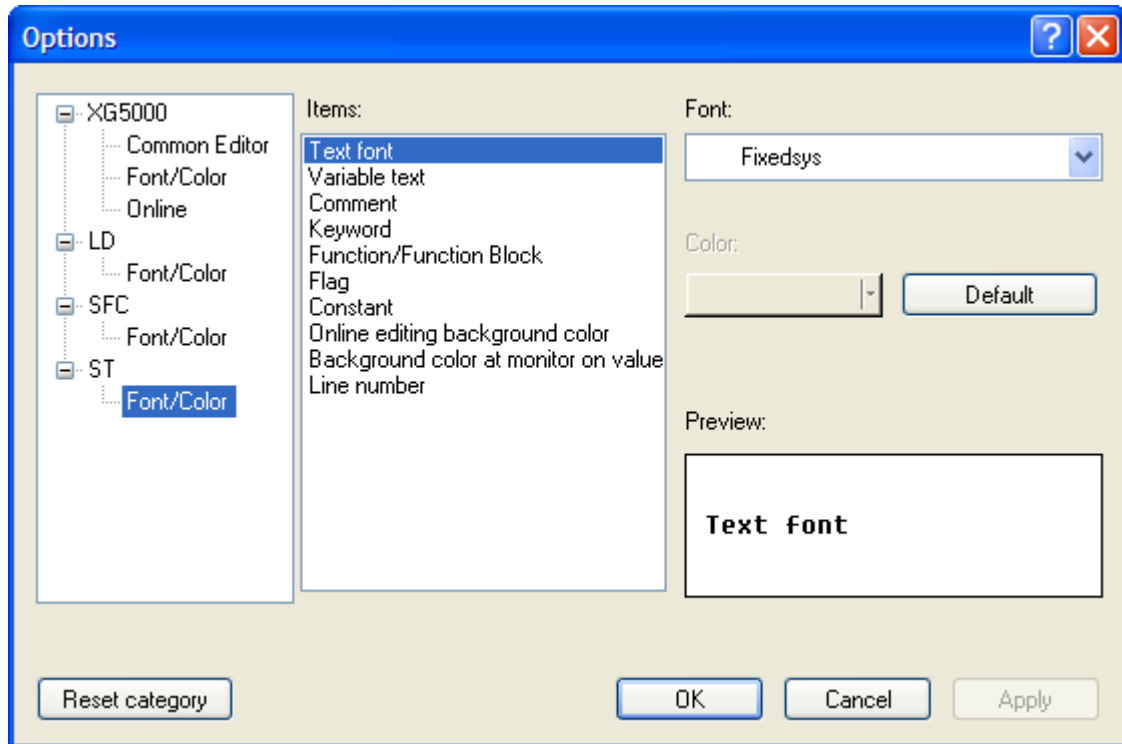 Options
XG5000
Common Editor
Font/Color
Online
LD
Font/Color
SFC
Font/Color
ST
Font/Color
Items:
Text font
Variable text
Comment
Keyword
Function/Function Block
Flag
Constant
Online editing background color
Background color at monitor on value
Line number
Font:
Fixedsys
Color:
Default
Preview:
Text font
Reset category
OK
Cancel
Apply